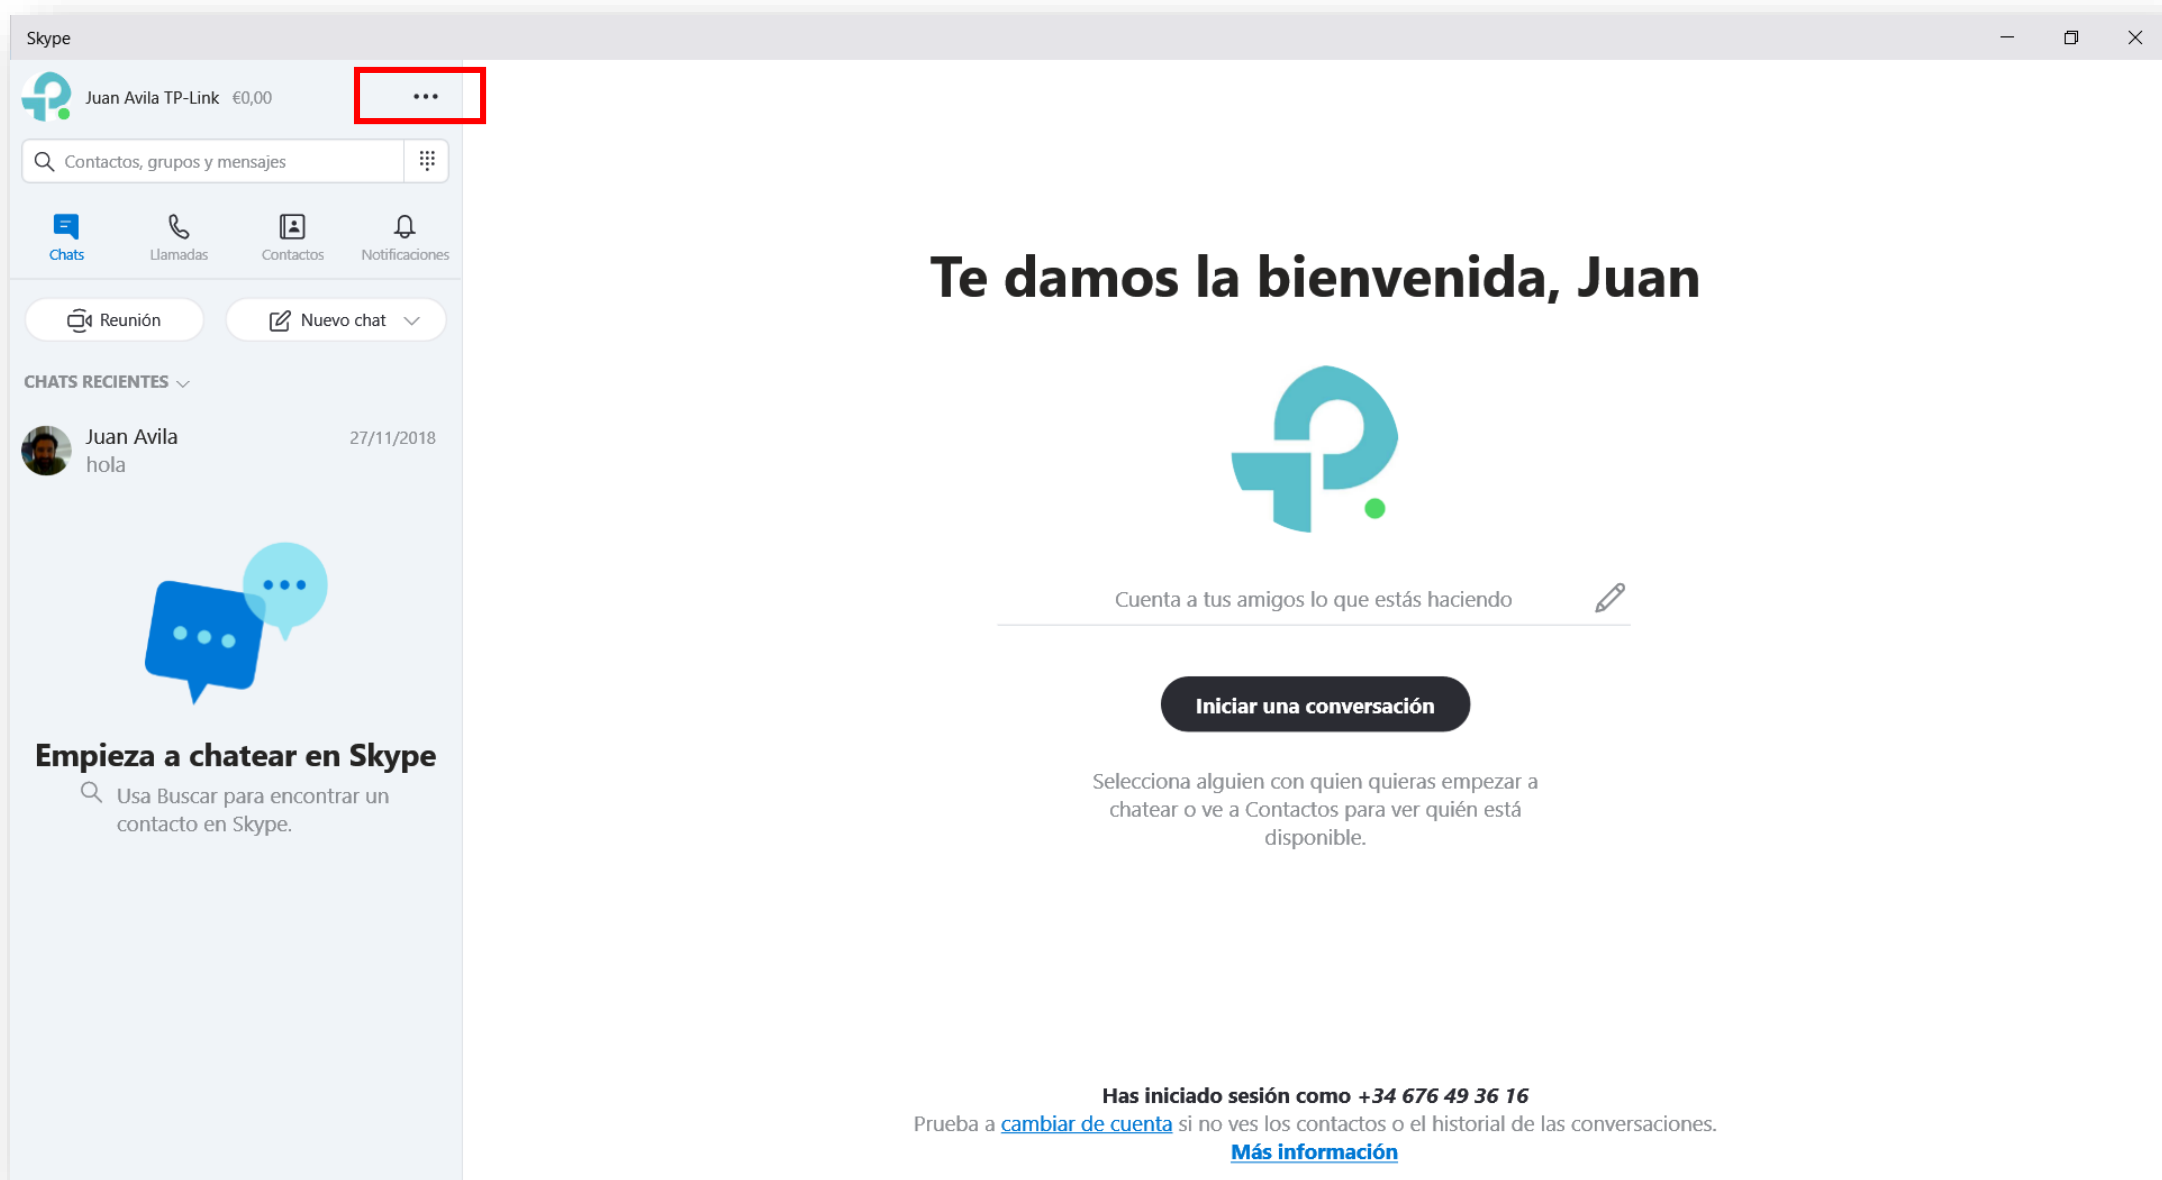 Skype
Juan Avila TP-Link €0,00
Contactos, grupos y mensajes
Chats Llamadas Contactos Notificaciones
Reunión Nuevo chat
CHATS RECIENTES
Juan Avila 27/11/2018
hola
Empieza a chatear en Skype
Usa Buscar para encontrar un
contacto en Skype.
Te damos la bienvenida, Juan
Cuenta a tus amigos lo que estás haciendo
Iniciar una conversación
Selecciona alguien con quien quieras empezar a
chatear o ve a Contactos para ver quién está
disponible.
Has iniciado sesión como +34 676 49 36 16
Prueba a cambiar de cuenta si no ves los contactos o el historial de las conversaciones.
Más información